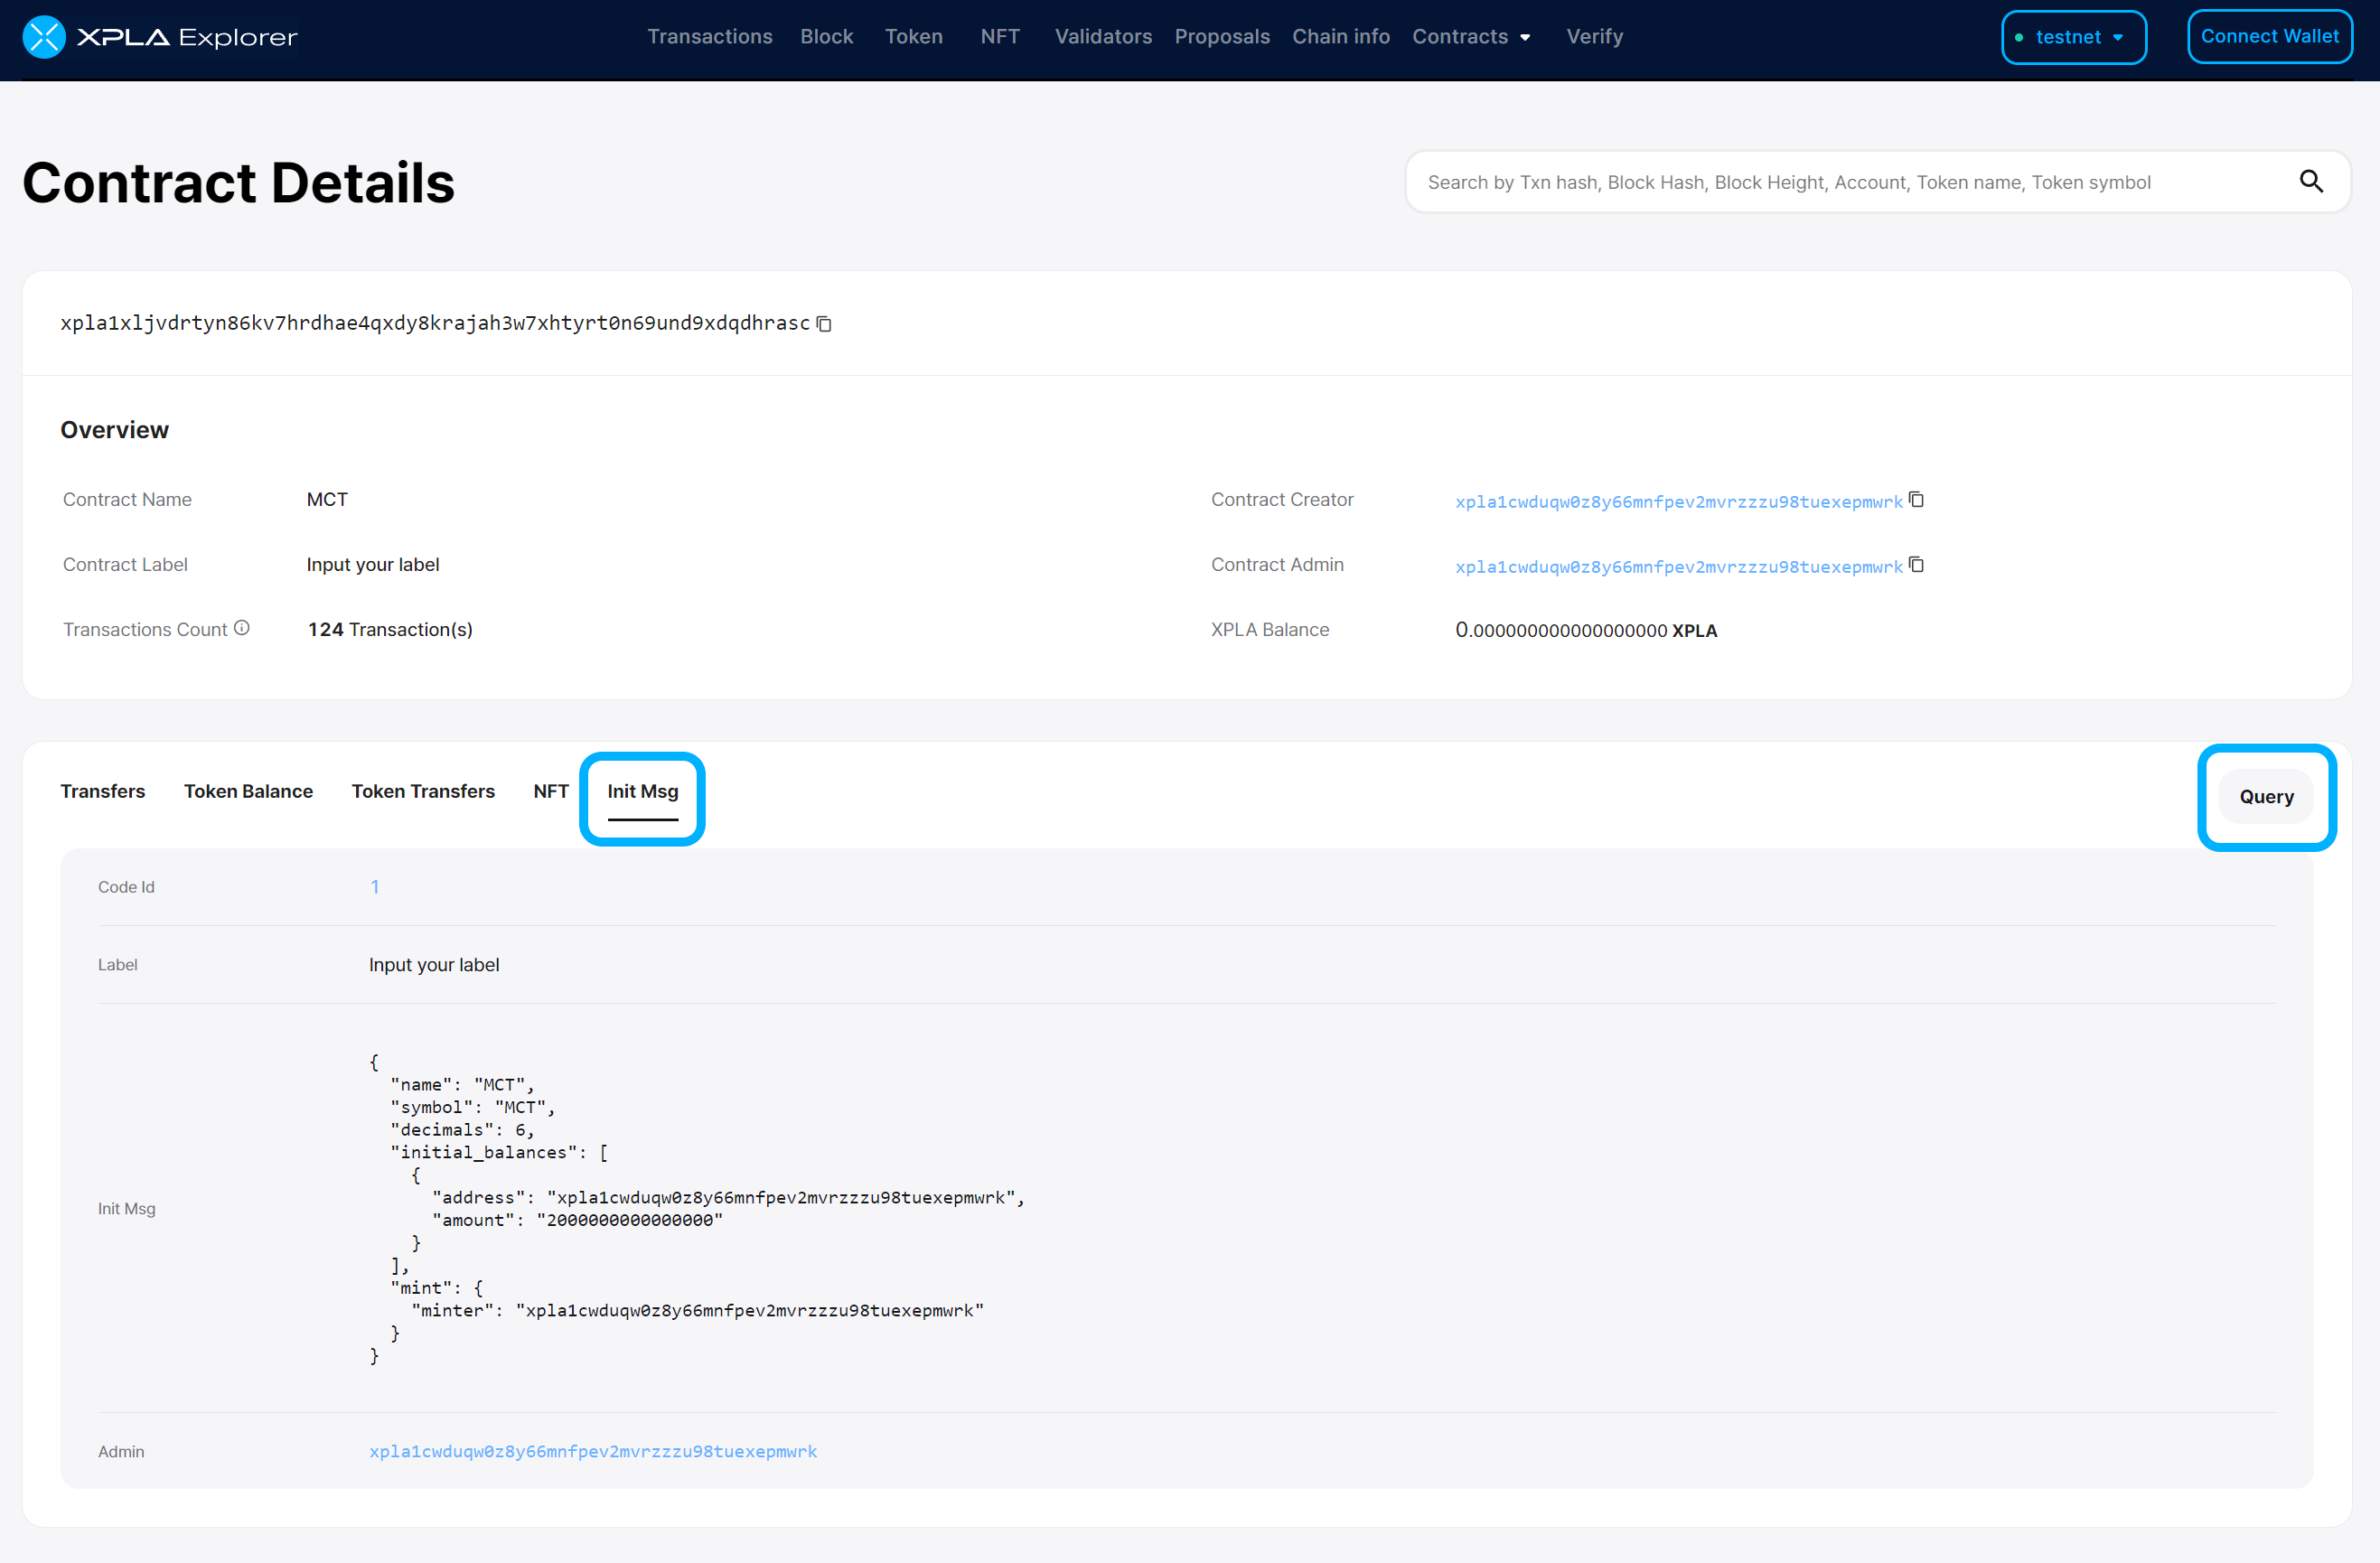 XPLA Explorer
Transactions Block Token NFT Validators Proposals Chain info Contracts Verify
testnet
Connect Wallet
Contract Details
Search by Txn hash, Block Hash, Block Height, Account, Token name, Token symbol
xpla1xljvdrtyn86kv7hrdhae4qxdy8krajah3w7xhtyrt0n69und9xdqdhrasc
Overview
Contract Name MCT
Contract Creator xpla1cwduqw0z8y66mnfpev2mvrzzzu98tuexepmwrk
Contract Label Input your label
Contract Admin xpla1cwduqw0z8y66mnfpev2mvrzzzu98tuexepmwrk
Transactions Count 124 Transaction(s)
XPLA Balance 0.000000000000000000 XPLA
Transfers Token Balance Token Transfers NFT Init Msg Query
Code Id 1
Label Input your label
Init Msg
{
"name": "MCT",
"symbol": "MCT",
"decimals": 6,
"initial_balances": [
{
"address": "xpla1cwduqw0z8y66mnfpev2mvrzzzu98tuexepmwrk",
"amount": "2000000000000000"
}
],
"mint": {
"minter": "xpla1cwduqw0z8y66mnfpev2mvrzzzu98tuexepmwrk"
}
}
Admin xpla1cwduqw0z8y66mnfpev2mvrzzzu98tuexepmwrk